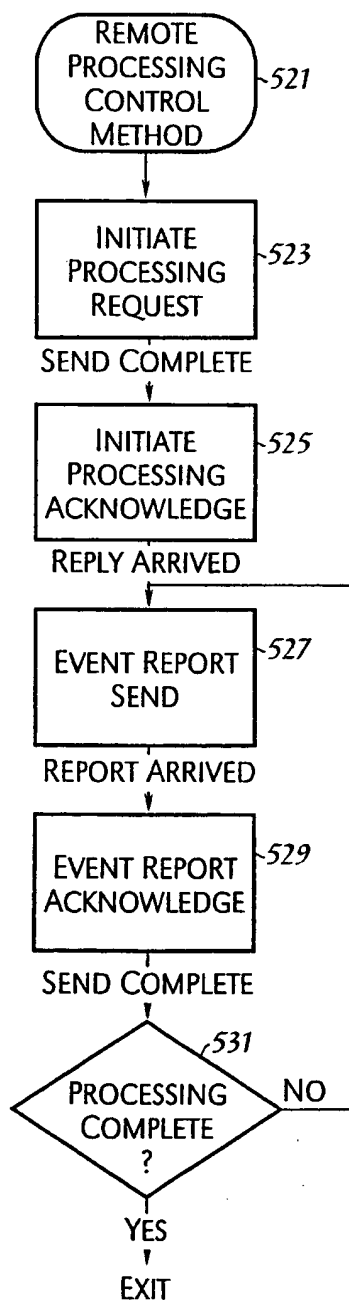 REMOTE
PROCESSING
CONTROL
METHOD
521
INITIATE
PROCESSING
REQUEST
523
SEND COMPLETE
INITIATE
PROCESSING
ACKNOWLEDGE
525
REPLY ARRIVED
EVENT REPORT
SEND
527
REPORT ARRIVED
EVENT REPORT
ACKNOWLEDGE
529
SEND COMPLETE
531
PROCESSING
COMPLETE
?
NO
YES
EXIT